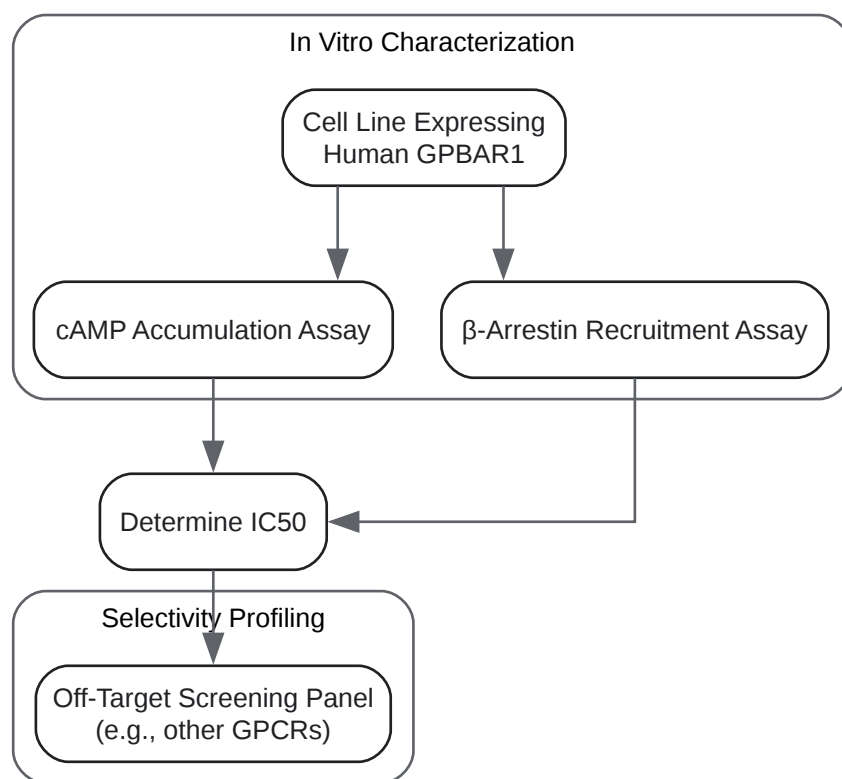 In Vitro Characterization
Cell Line Expressing
Human GPBAR1
cAMP Accumulation Assay
β-Arrestin Recruitment Assay
Determine IC50
Selectivity Profiling
Off-Target Screening Panel
(e.g., other GPCRs)